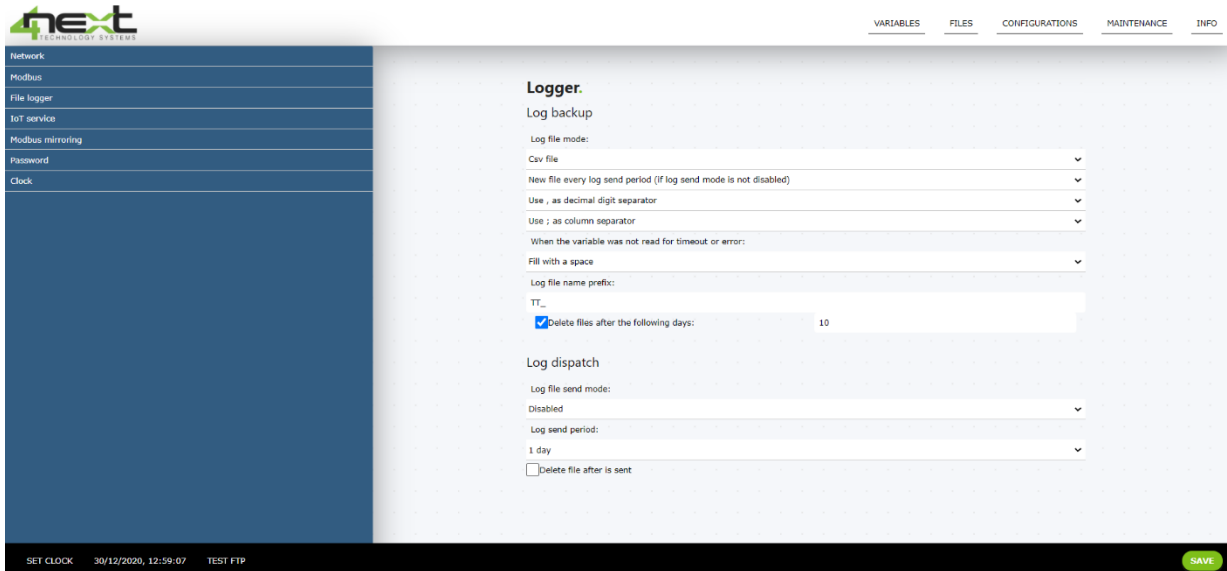 4next
TECHNOLOGY SYSTEMS
VARIABLES FILES CONFIGURATIONS MAINTENANCE INFO
Network
Modbus
File logger
IoT service
Modbus mirroring
Password
Clock
Logger.
Log backup
Log file mode:
Csv file
New file every log send period (if log send mode is not disabled)
Use , as decimal digit separator
Use ; as column separator
When the variable was not read for timeout or error:
Fill with a space
Log file name prefix:
TT_
Delete files after the following days: 10
Log dispatch
Log file send mode:
Disabled
Log send period:
1 day
Delete file after is sent
SET CLOCK 30/12/2020, 12:59:07 TEST FTP SAVE